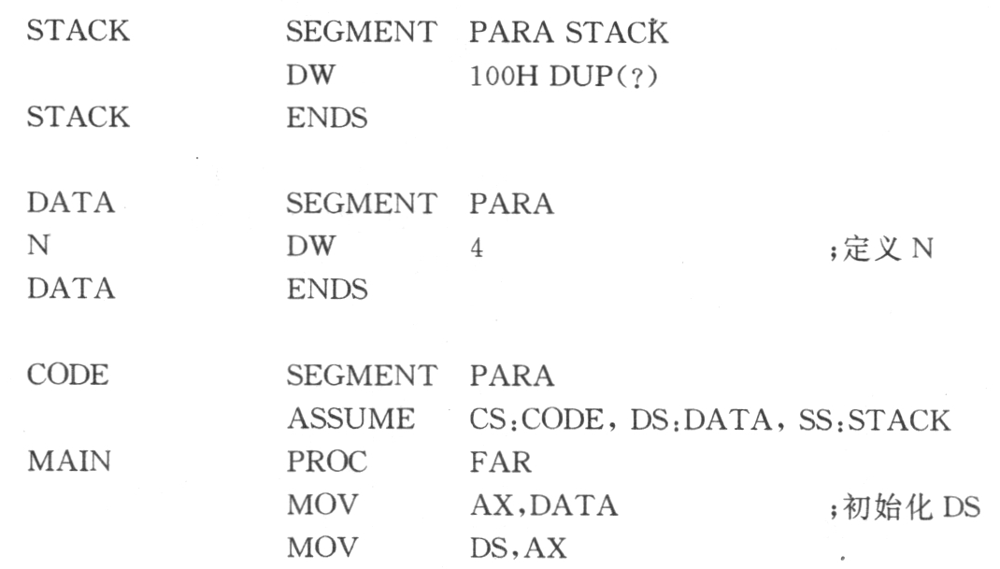 STACK SEGMENT PARA STACK
DW 100H DUP(?)
STACK ENDS
DATA SEGMENT PARA
N DW 4 ;定义 N
DATA ENDS
CODE SEGMENT PARA
ASSUME CS:CODE, DS:DATA, SS:STACK
MAIN PROC FAR
MOV AX,DATA ;初始化 DS
MOV DS,AX